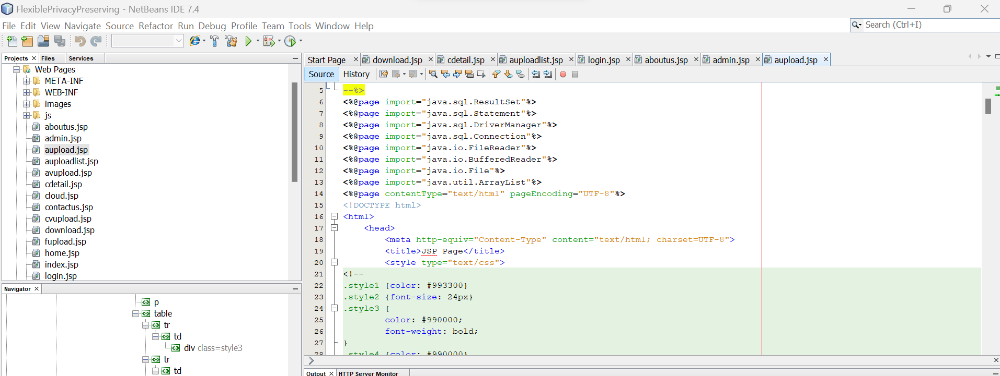 FlexiblePrivacyPreserving - NetBeans IDE 7.4
File Edit View Navigate Source Refactor Run Debug Profile Team Tools Window Help
Search (Ctrl+I)
Projects Files Services
Web Pages
META-INF
WEB-INF
images
js
aboutus.jsp
admin.jsp
aupload.jsp
auploadlist.jsp
avupload.jsp
cdetail.jsp
cloud.jsp
contactus.jsp
cvupload.jsp
download.jsp
fupload.jsp
home.jsp
index.jsp
login.jsp
Navigator
p
table
tr
td
div class=style3
tr
td
Start Page download.jsp cdetail.jsp auploadlist.jsp login.jsp aboutus.jsp admin.jsp aupload.jsp
Source History
5 --%>
6 <%@page import="java.sql.ResultSet"%>
7 <%@page import="java.sql.Statement"%>
8 <%@page import="java.sql.DriverManager"%>
9 <%@page import="java.sql.Connection"%>
10 <%@page import="java.io.FileReader"%>
11 <%@page import="java.io.BufferedReader"%>
12 <%@page import="java.io.File"%>
13 <%@page import="java.util.ArrayList"%>
14 <%@page contentType="text/html" pageEncoding="UTF-8"%>
15 <!DOCTYPE html>
16 <html>
17 <head>
18 <meta http-equiv="Content-Type" content="text/html; charset=UTF-8">
19 <title>JSP Page</title>
20 <style type="text/css">
21 <!--
22 .style1 {color: #993300}
23 .style2 {font-size: 24px}
24 .style3 {
25 color: #990000;
26 font-weight: bold;
27 }
28 .style4 {color: #990000}
Output HTTP Server Monitor